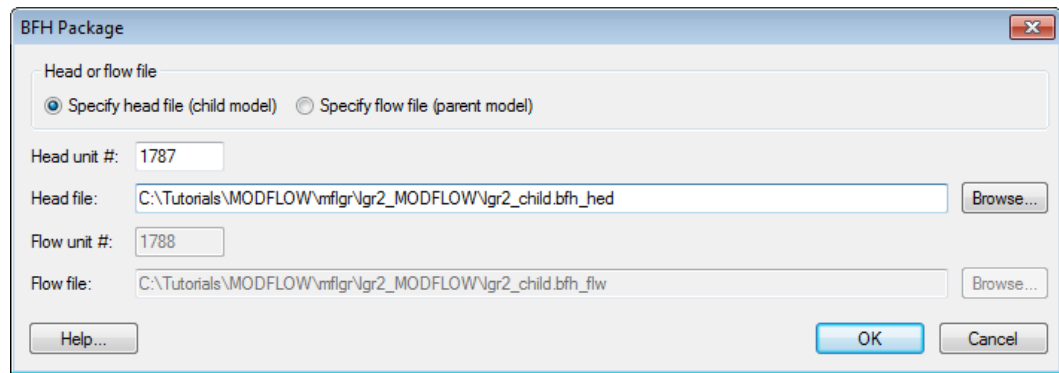 BFH Package
Head or flow file
Specify head file (child model) Specify flow file (parent model)
Head unit #: 1787
Head file: C:\Tutorials\MODFLOW\mflgr\lgr2_MODFLOW\lgr2_child.bfh_hed Browse...
Flow unit #: 1788
Flow file: C:\Tutorials\MODFLOW\mflgr\lgr2_MODFLOW\lgr2_child.bfh_flw Browse...
Help... OK Cancel